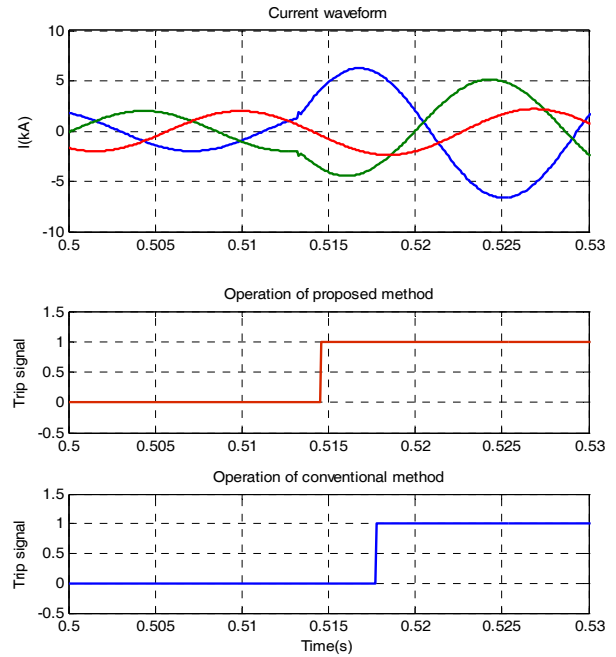 Current waveform
I(kA)
10
5
0
-5
-10
0.5 0.505 0.51 0.515 0.52 0.525 0.53
Operation of proposed method
Trip signal
1.5
1
0.5
0
-0.5
0.5 0.505 0.51 0.515 0.52 0.525 0.53
Operation of conventional method
Trip signal
1.5
1
0.5
0
-0.5
0.5 0.505 0.51 0.515 0.52 0.525 0.53
Time(s)